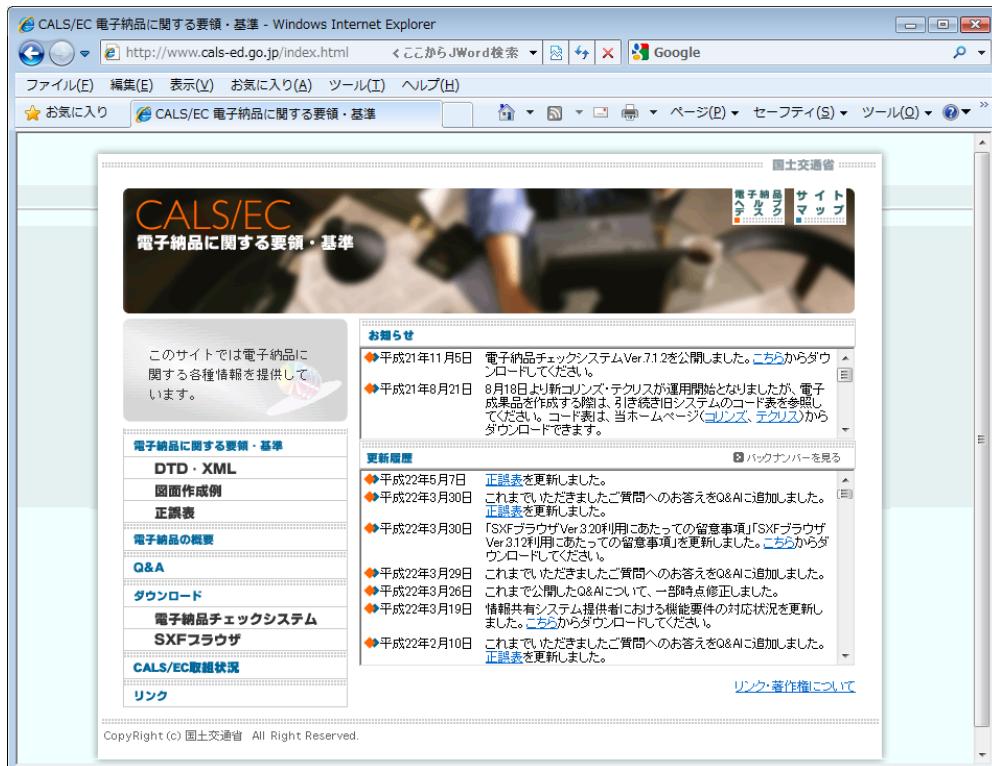 CALS/EC 電子納品に関する要領・基準 - Windows Internet Explorer
http://www.cals-ed.go.jp/index.html
くここからJWord検索
Google
ファイル(F) 編集(E) 表示(V) お気に入り(A) ツール(T) ヘルプ(H)
お気に入り
CALS/EC 電子納品に関する要領・基準
ページ(P) セーフティ(S) ツール(O)
国土交通省
CALS/EC
電子納品に関する要領・基準
電子納品
ヘルプ
デスク
サイト
マップ
このサイトでは電子納品に
関する各種情報を提供して
います。
電子納品に関する要領・基準
DTD・XML
図面作成例
正誤表
電子納品の概要
Q&A
ダウンロード
電子納品チェックシステム
SXFブラウザ
CALS/EC取組状況
リンク
お知らせ
平成21年11月5日 電子納品チェックシステムVer.7.1.2を公開しました。こちらからダウ
ンロードしてください。
平成21年8月21日 8月18日より新コリンズ・テクリスが運用開始となりましたが、電子
成果品を作成する際は、引き続き旧システムのコード表を参照し
てください。コード表は、当ホームページ(コリンズ、テクリス)から
ダウンロードできます。
更新履歴
バックナンバーを見る
平成22年5月7日 正誤表を更新しました。
平成22年3月30日 これまでいただきましたご質問へのお答えをQ&Aに追加しました。
正誤表を更新しました。
平成22年3月30日 「SXFブラウザVer3.20利用にあたっての留意事項」「SXFブラウザ
Ver3.12利用にあたっての留意事項」を更新しました。こちらからダ
ウンロードしてください。
平成22年3月29日 これまでいただきましたご質問へのお答えをQ&Aに追加しました。
平成22年3月26日 これまで公開したQ&Aについて、一部時点修正しました。
平成22年3月19日 情報共有システム提供者における機能要件の対応状況を更新し
ました。こちらからダウンロードしてください。
平成22年2月10日 これまでいただきましたご質問へのお答えをQ&Aに追加しました。
正誤表を更新しました。
リンク・著作権について
CopyRight (c) 国土交通省 All Right Reserved.